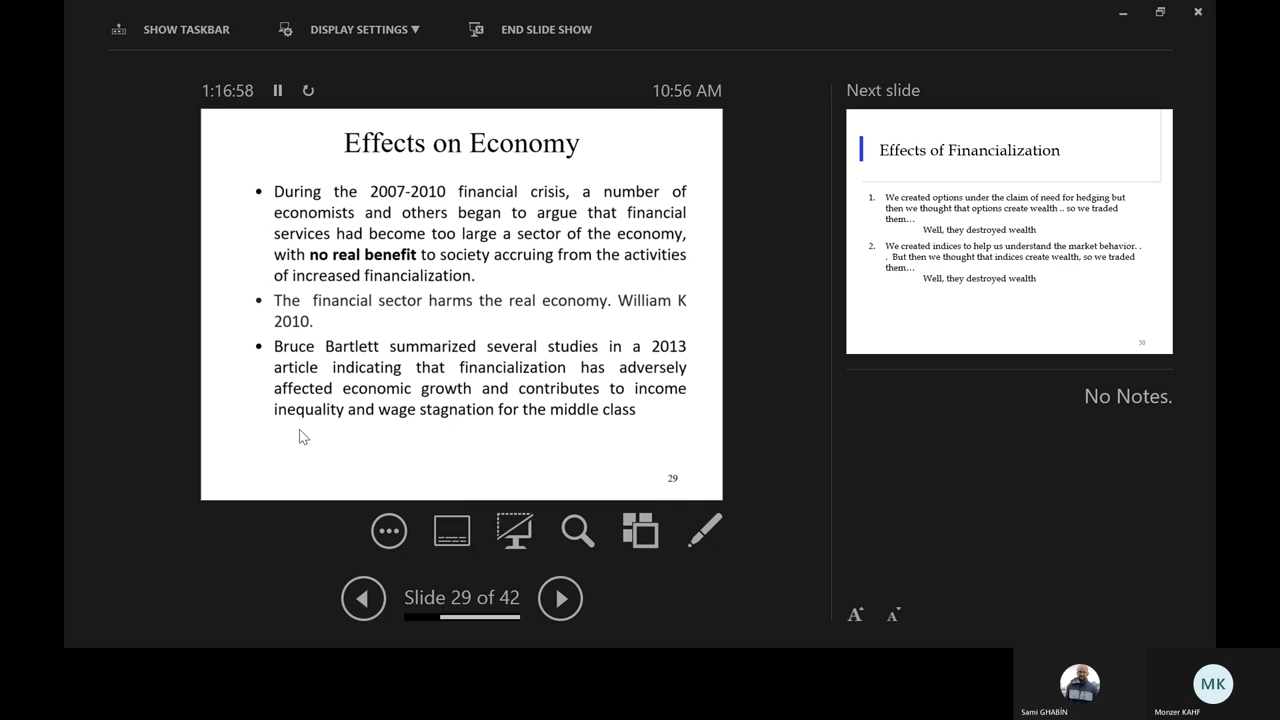 SHOW TASKBAR
DISPLAY SETTINGS ▼
END SLIDE SHOW
1:16:58
10:56 AM
Effects on Economy
• During the 2007-2010 financial crisis, a number of
economists and others began to argue that financial
services had become too large a sector of the economy,
with no real benefit to society accruing from the activities
of increased financialization.
• The financial sector harms the real economy. William K
2010.
• Bruce Bartlett summarized several studies in a 2013
article indicating that financialization has adversely
affected economic growth and contributes to income
inequality and wage stagnation for the middle class
29
Slide 29 of 42
Next slide
Effects of Financialization
1. We created options under the claim of need for hedging but
then we thought that options create wealth .. so we traded
them…
Well, they destroyed wealth
2. We created indices to help us understand the market behavior. .
. But then we thought that indices create wealth, so we traded
them…
Well, they destroyed wealth
30
No Notes.
A A
MK
Sami GHABİN
Monzer KAHF